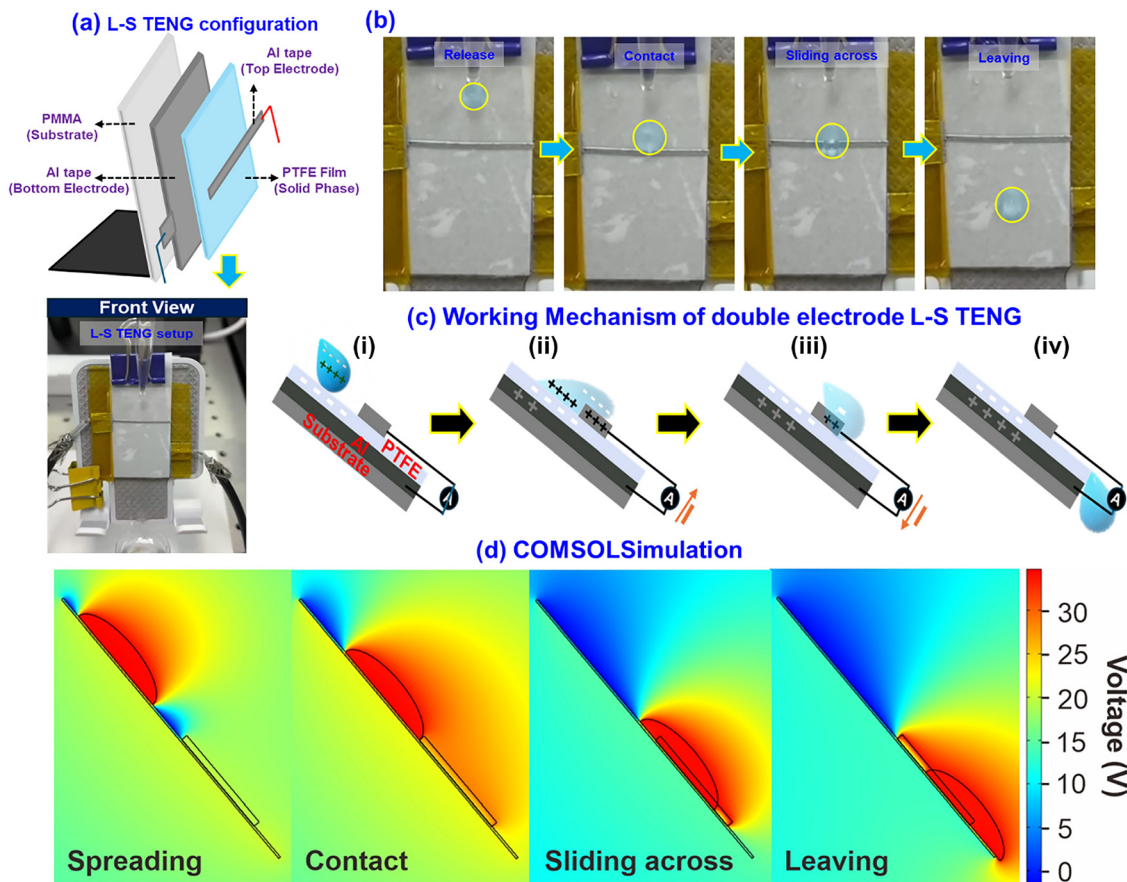 (a) L-S TENG configuration
Al tape
(Top Electrode)
PMMA
(Substrate)
Al tape
(Bottom Electrode)
PTFE Film
(Solid Phase)
Front View
L-S TENG setup
(b)
Release
Contact
Sliding across
Leaving
(c) Working Mechanism of double electrode L-S TENG
(i)
(ii)
(iii)
(iv)
PTFE
Al
Substrate
A
A
I
A
I
A
(d) COMSOLSimulation
Spreading
Contact
Sliding across
Leaving
30
25
20
15
10
5
0
Voltage (V)